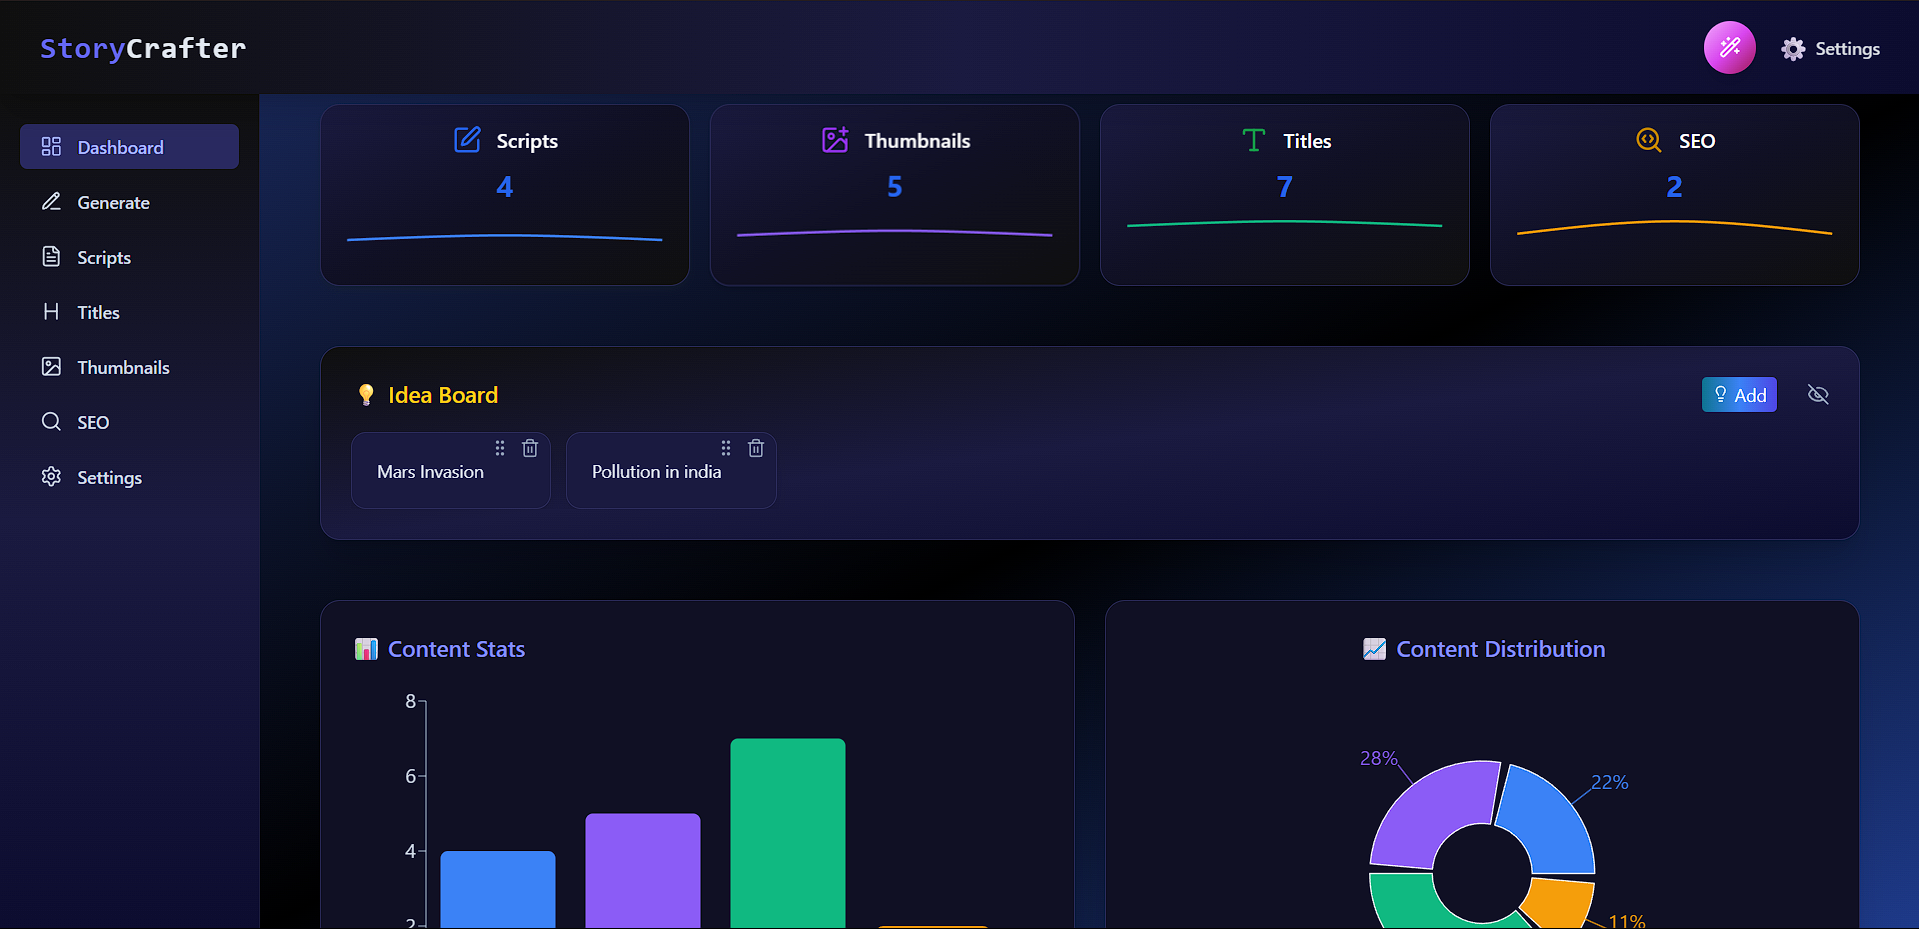 StoryCrafter
Settings
Dashboard
Generate
Scripts
Titles
Thumbnails
SEO
Settings
Scripts
4
Thumbnails
5
Titles
7
SEO
2
Idea Board
Add
Mars Invasion
Pollution in india
Content Stats
8
6
4
2
Content Distribution
28%
22%
11%